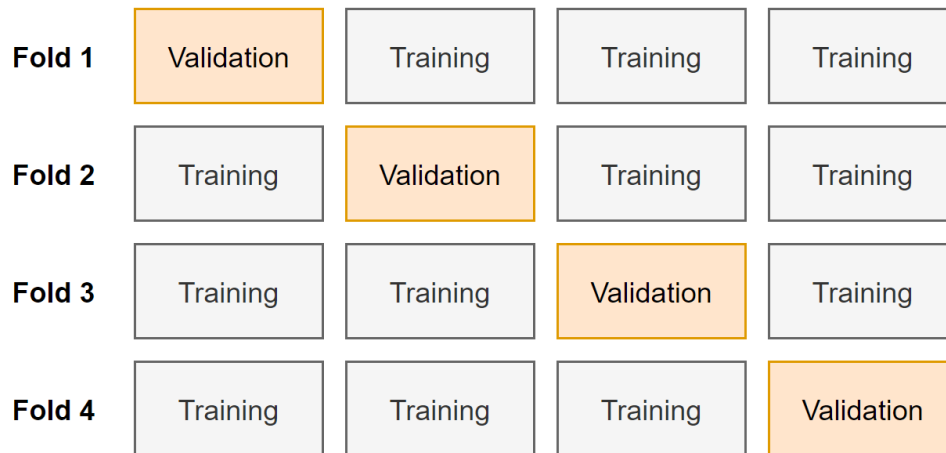 Fold 1 Validation Training Training Training
Fold 2 Training Validation Training Training
Fold 3 Training Training Validation Training
Fold 4 Training Training Training Validation